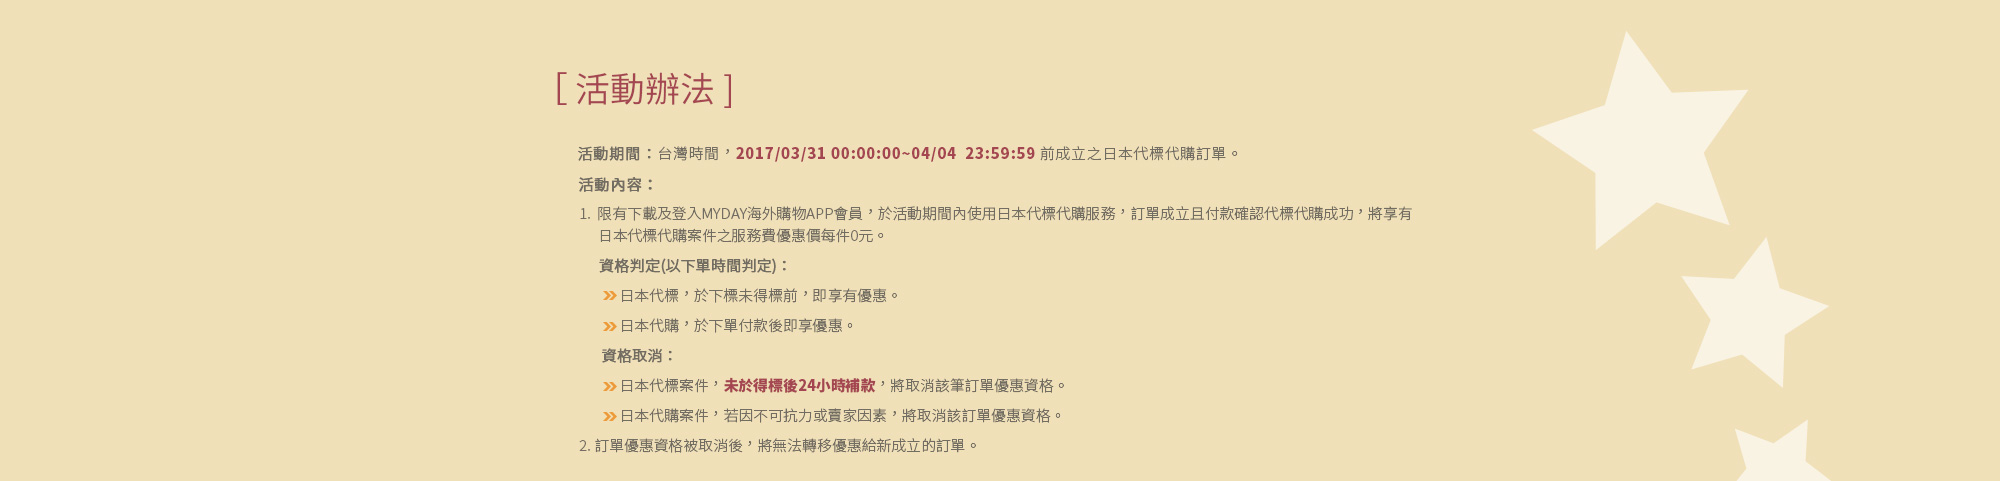 [ 活動辦法 ]
活動期間：台灣時間，2017/03/31 00:00:00~04/04  23:59:59 前成立之日本代標代購訂單。
活動內容：
1. 限有下載及登入MYDAY海外購物APP會員，於活動期間內使用日本代標代購服務，訂單成立且付款確認代標代購成功，將享有
日本代標代購案件之服務費優惠價每件0元。
資格判定(以下單時間判定)：
» 日本代標，於下標未得標前，即享有優惠。
» 日本代購，於下單付款後即享優惠。
資格取消：
» 日本代標案件，未於得標後24小時補款，將取消該筆訂單優惠資格。
» 日本代購案件，若因不可抗力或賣家因素，將取消該訂單優惠資格。
2. 訂單優惠資格被取消後，將無法轉移優惠給新成立的訂單。